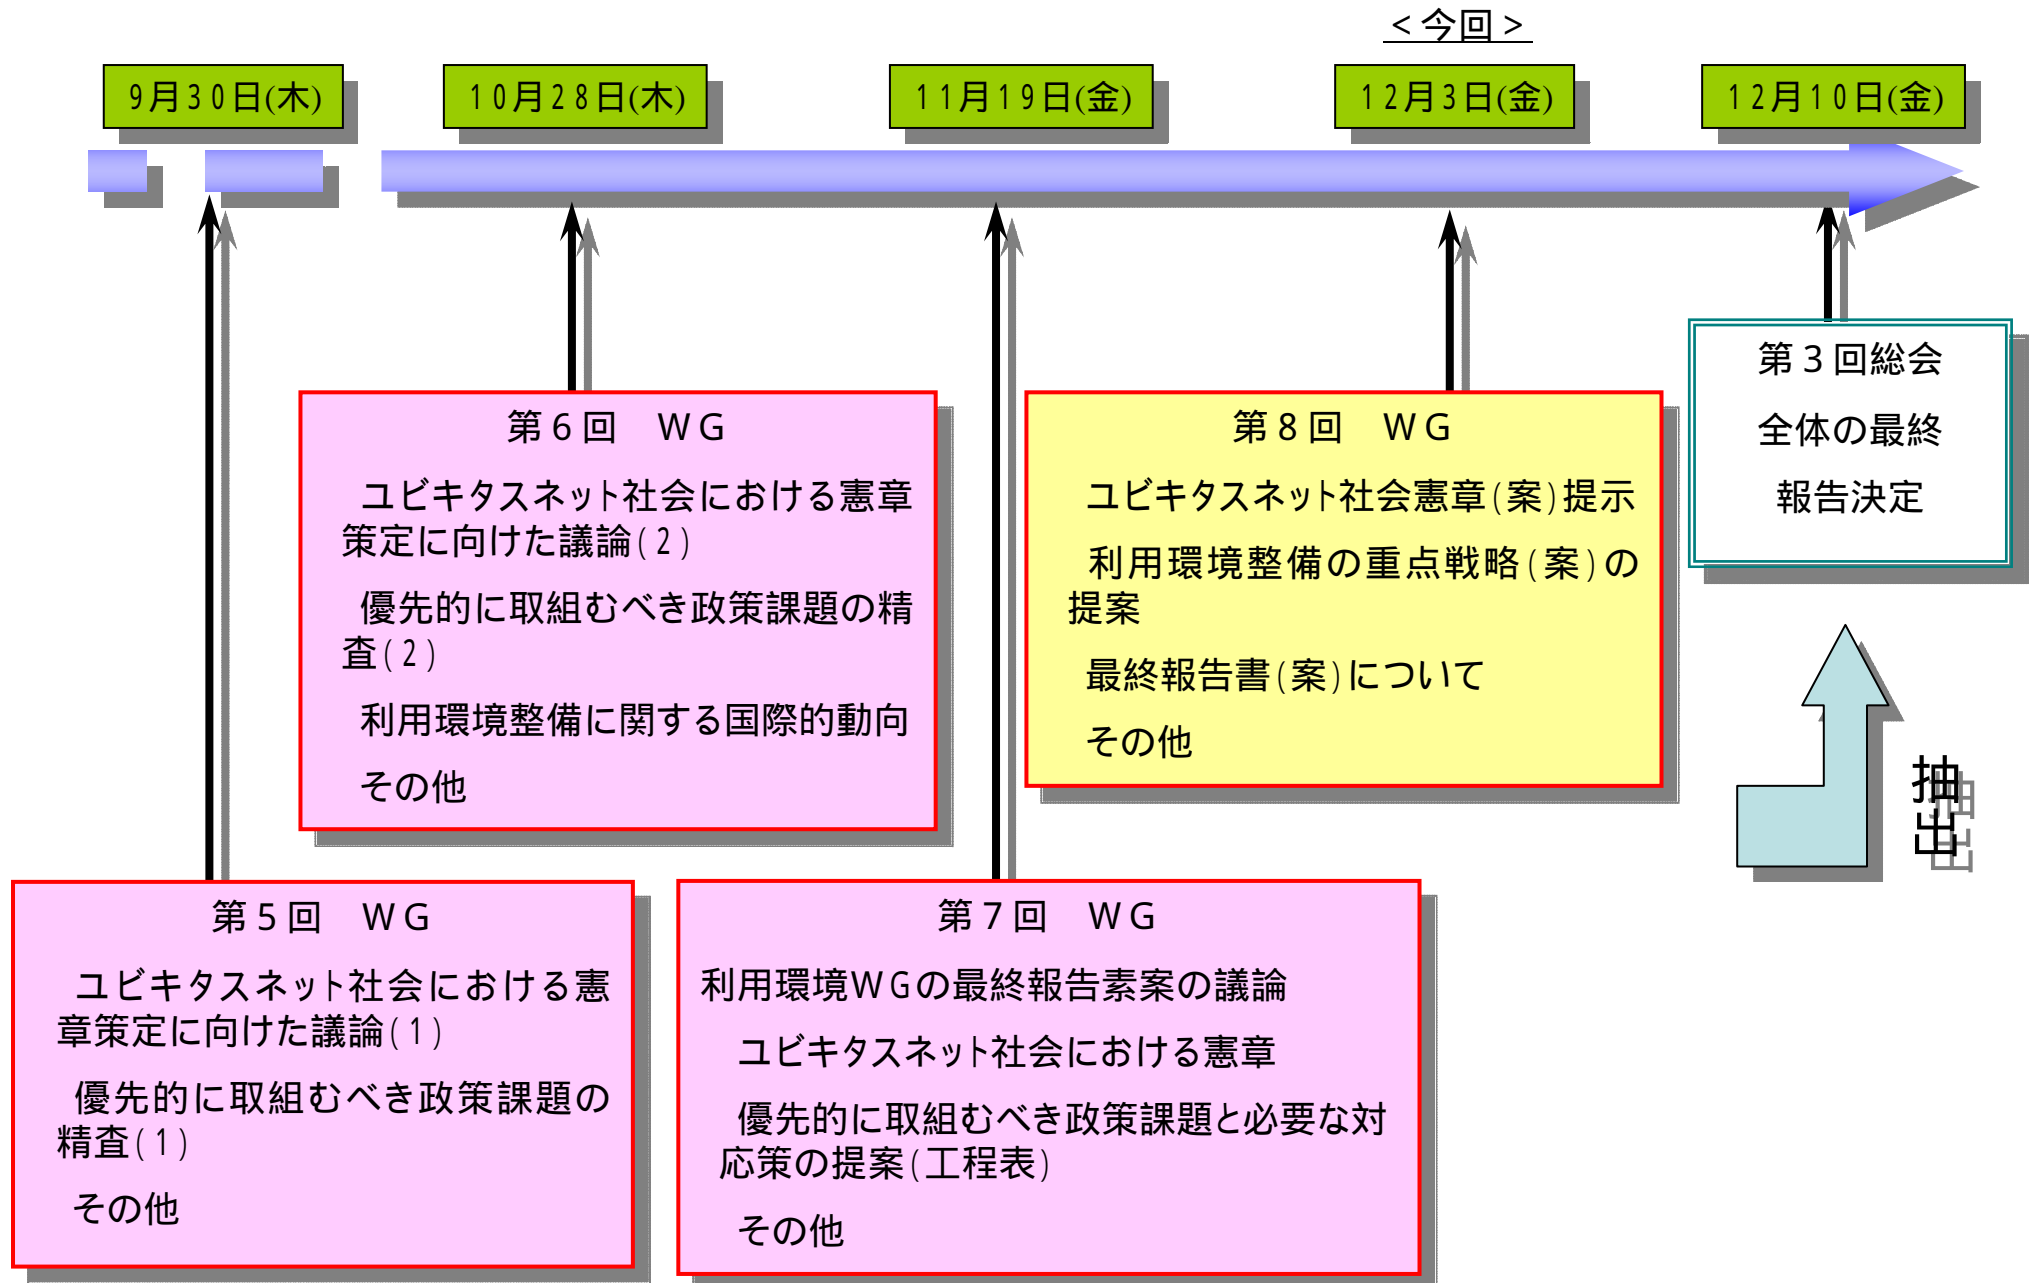 <今回>
9月30日(木)
10月28日(木)
11月19日(金)
12月3日(金)
12月10日(金)
第3回総会
全体の最終
報告決定
第6回　WG
ユビキタスネット社会における憲章
策定に向けた議論(2)
優先的に取組むべき政策課題の精
査(2)
利用環境整備に関する国際的動向
その他
第8回　WG
ユビキタスネット社会憲章(案)提示
利用環境整備の重点戦略(案)の
提案
最終報告書(案)について
その他
抽出
第5回　WG
ユビキタスネット社会における憲
章策定に向けた議論(1)
優先的に取組むべき政策課題の
精査(1)
その他
第7回　WG
利用環境WGの最終報告素案の議論
ユビキタスネット社会における憲章
優先的に取組むべき政策課題と必要な対
応策の提案(工程表)
その他